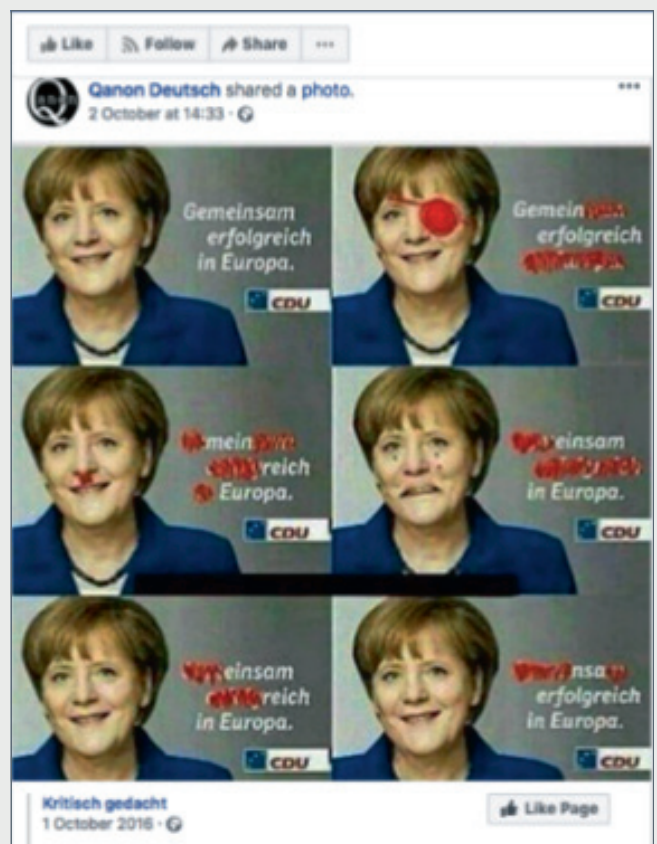 Like Follow Share ...
Qanon
Qanon Deutsch shared a photo.
2 October at 14:33
Gemeinsam
erfolgreich
in Europa.
CDU
Gemein
erfolgreich
CDU
mein
reich
Europa.
CDU
einsam
in Europa.
CDU
einsam
reich
in Europa.
CDU
nsa
erfolgreich
in Europa.
CDU
Kritisch gedacht
1 October 2016
Like Page